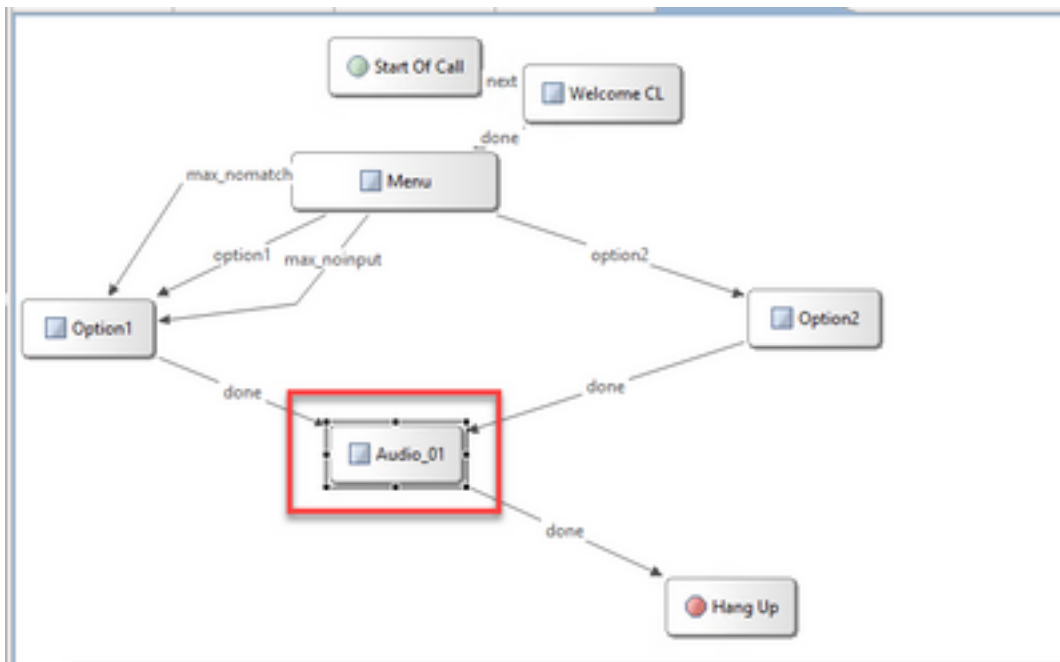 Start Of Call
next
Welcome CL
done
max_nomatch
Menu
option1
max_noinput
option2
Option1
Option2
done
done
Audio_01
done
Hang Up